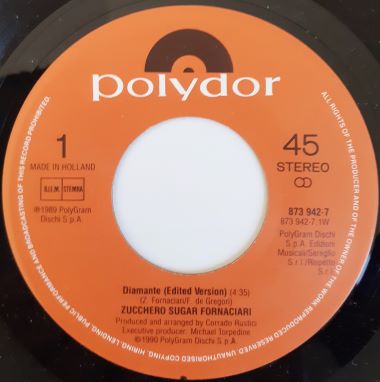 polydor
1
MADE IN HOLLAND
B.I.E.M. STEMRA
℗1989 PolyGram
Dischi S.p.A.
45
STEREO
873 942-7
873 942-7.1W
PolyGram Dischi
S.p.A. Edizioni
Musicali/Sereglio
S.r.l./Rispetto
S.r.l.
Diamante (Edited Version) (4:35)
(Z. Fornaciari/F. de Gregori)
ZUCCHERO SUGAR FORNACIARI
Produced and arranged by Corrado Rustici
Executive producer: Michael Torpedine
©1990 PolyGram Dischi S.p.A.
ALL RIGHTS OF THE PRODUCER AND OF THE OWNER OF THE WORK REPRODUCED RESERVED. UNAUTHORISED COPYING, HIRING, LENDING, PUBLIC PERFORMANCE AND BROADCASTING OF THIS RECORD PROHIBITED.